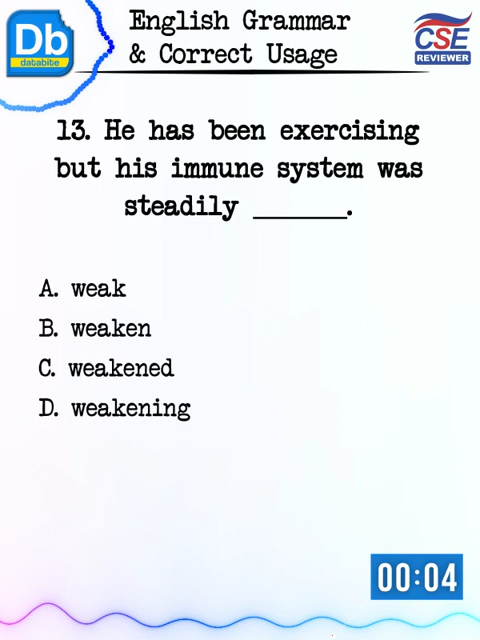 Db
databite
English Grammar
& Correct Usage
CSE
REVIEWER
13. He has been exercising
but his immune system was
steadily ______.
A. weak
B. weaken
C. weakened
D. weakening
00:04